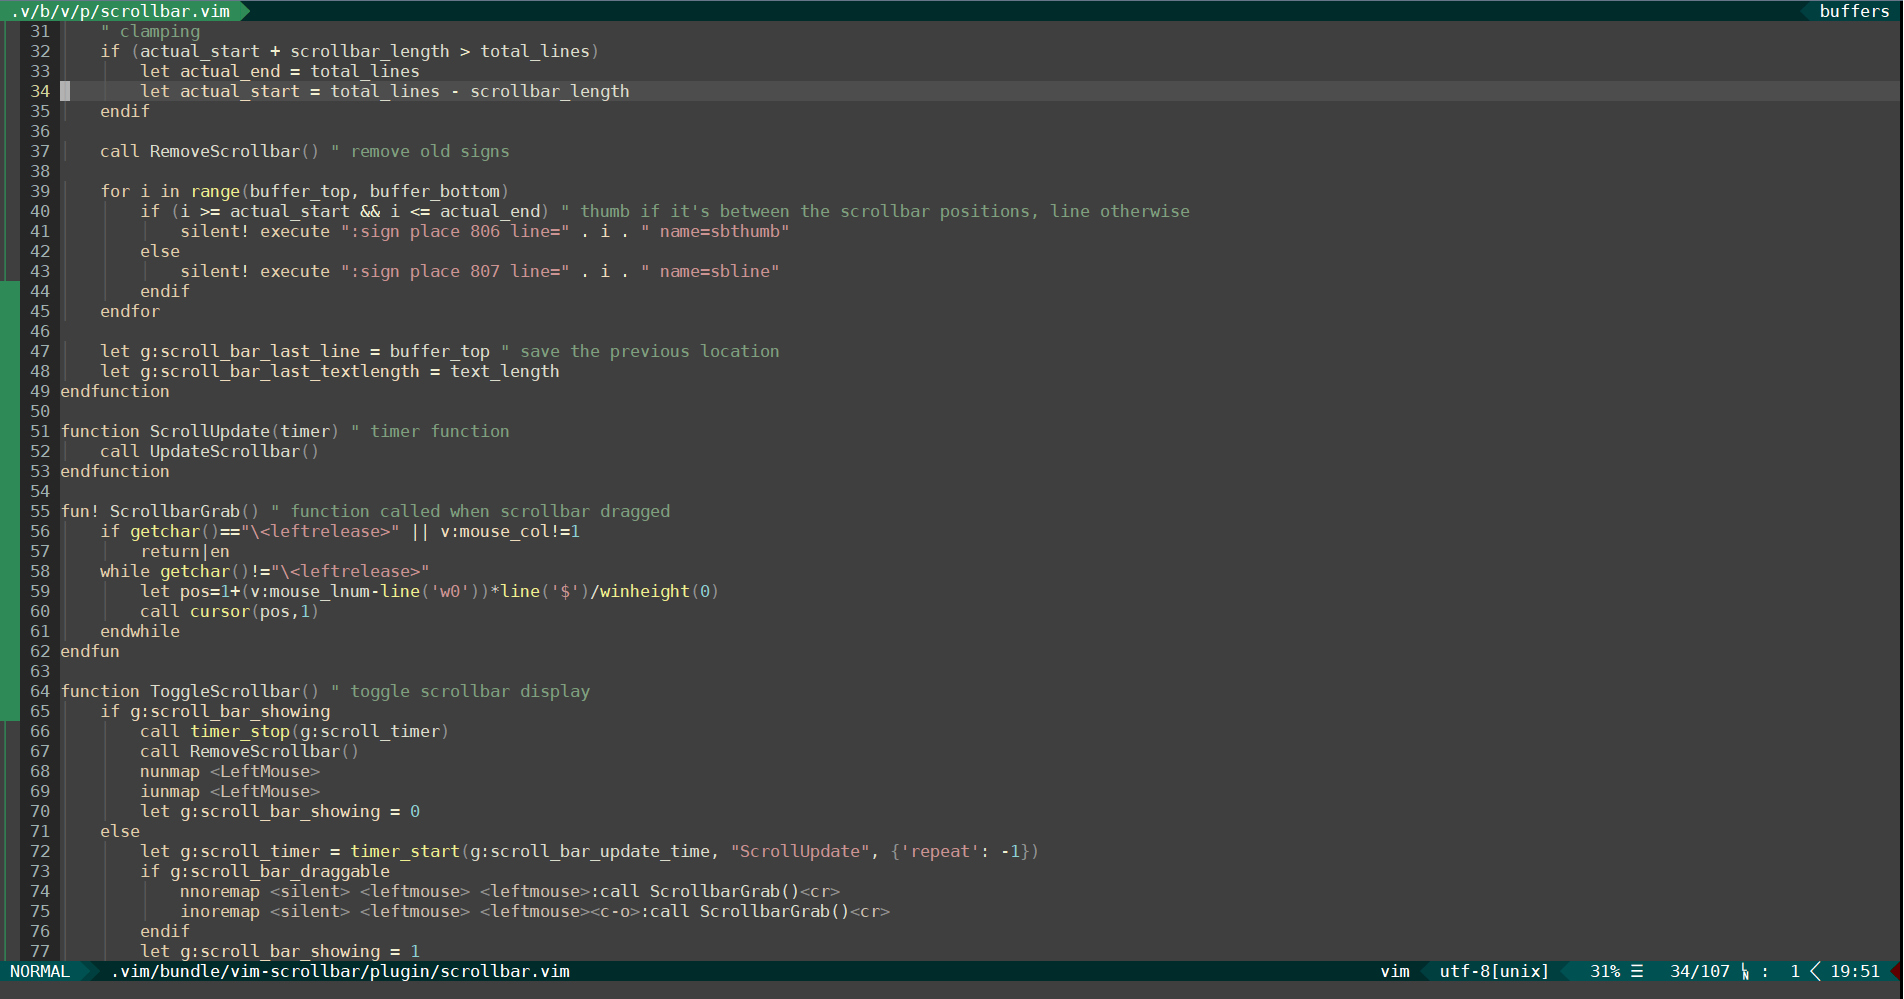 .v/b/v/p/scrollbar.vim buffers
31     " clamping
32     if (actual_start + scrollbar_length > total_lines)
33         let actual_end = total_lines
34         let actual_start = total_lines - scrollbar_length
35     endif
36
37     call RemoveScrollbar() " remove old signs
38
39     for i in range(buffer_top, buffer_bottom)
40         if (i >= actual_start && i <= actual_end) " thumb if it's between the scrollbar positions, line otherwise
41             silent! execute ":sign place 806 line=" . i . " name=sbthumb"
42         else
43             silent! execute ":sign place 807 line=" . i . " name=sbline"
44         endif
45     endfor
46
47     let g:scroll_bar_last_line = buffer_top " save the previous location
48     let g:scroll_bar_last_textlength = text_length
49 endfunction
50
51 function ScrollUpdate(timer) " timer function
52     call UpdateScrollbar()
53 endfunction
54
55 fun! ScrollbarGrab() " function called when scrollbar dragged
56     if getchar()=="\<leftrelease>" || v:mouse_col!=1
57         return|en
58     while getchar()!="\<leftrelease>"
59         let pos=1+(v:mouse_lnum-line('w0'))*line('$')/winheight(0)
60         call cursor(pos,1)
61     endwhile
62 endfun
63
64 function ToggleScrollbar() " toggle scrollbar display
65     if g:scroll_bar_showing
66         call timer_stop(g:scroll_timer)
67         call RemoveScrollbar()
68         nunmap <LeftMouse>
69         iunmap <LeftMouse>
70         let g:scroll_bar_showing = 0
71     else
72         let g:scroll_timer = timer_start(g:scroll_bar_update_time, "ScrollUpdate", {'repeat': -1})
73         if g:scroll_bar_draggable
74             nnoremap <silent> <leftmouse> <leftmouse>:call ScrollbarGrab()<cr>
75             inoremap <silent> <leftmouse> <leftmouse><c-o>:call ScrollbarGrab()<cr>
76         endif
77         let g:scroll_bar_showing = 1
NORMAL .vim/bundle/vim-scrollbar/plugin/scrollbar.vim vim utf-8[unix] 31% ☰ 34/107 ␤ : 1 19:51